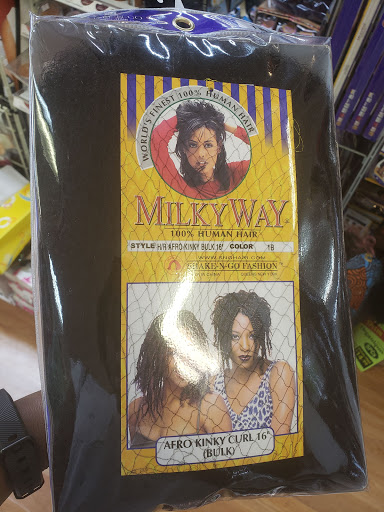 WORLD'S FINEST 100% HUMAN HAIR
MILKYWAY
100% HUMAN HAIR
STYLE H/H AFRO-KINKY BULK 16" COLOR 1B
SHAKE-N-GO FASHION
AFRO KINKY CURL 16"
(BULK)